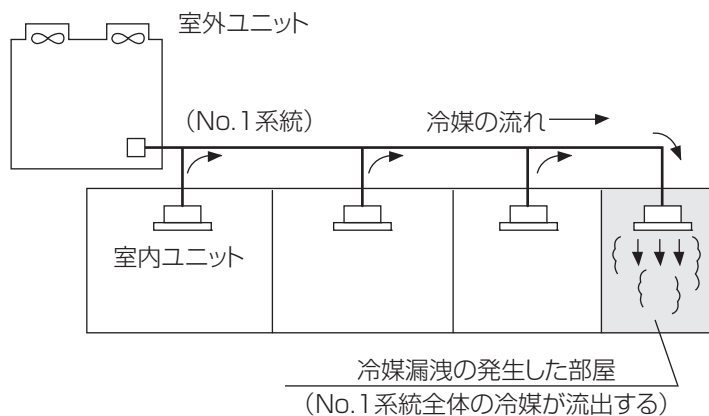 室外ユニット
（No.1系統）
冷媒の流れ
室内ユニット
冷媒漏洩の発生した部屋
（No.1系統全体の冷媒が流出する）